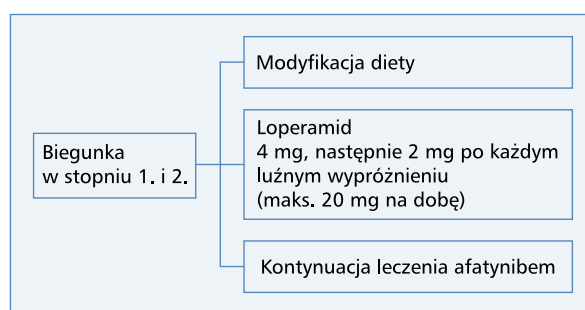 Modyfikacja diety
Biegunka
w stopniu 1. i 2.
Loperamid
4 mg, następnie 2 mg po każdym
luźnym wypróżnieniu
(maks. 20 mg na dobę)
Kontynuacja leczenia afatynibem